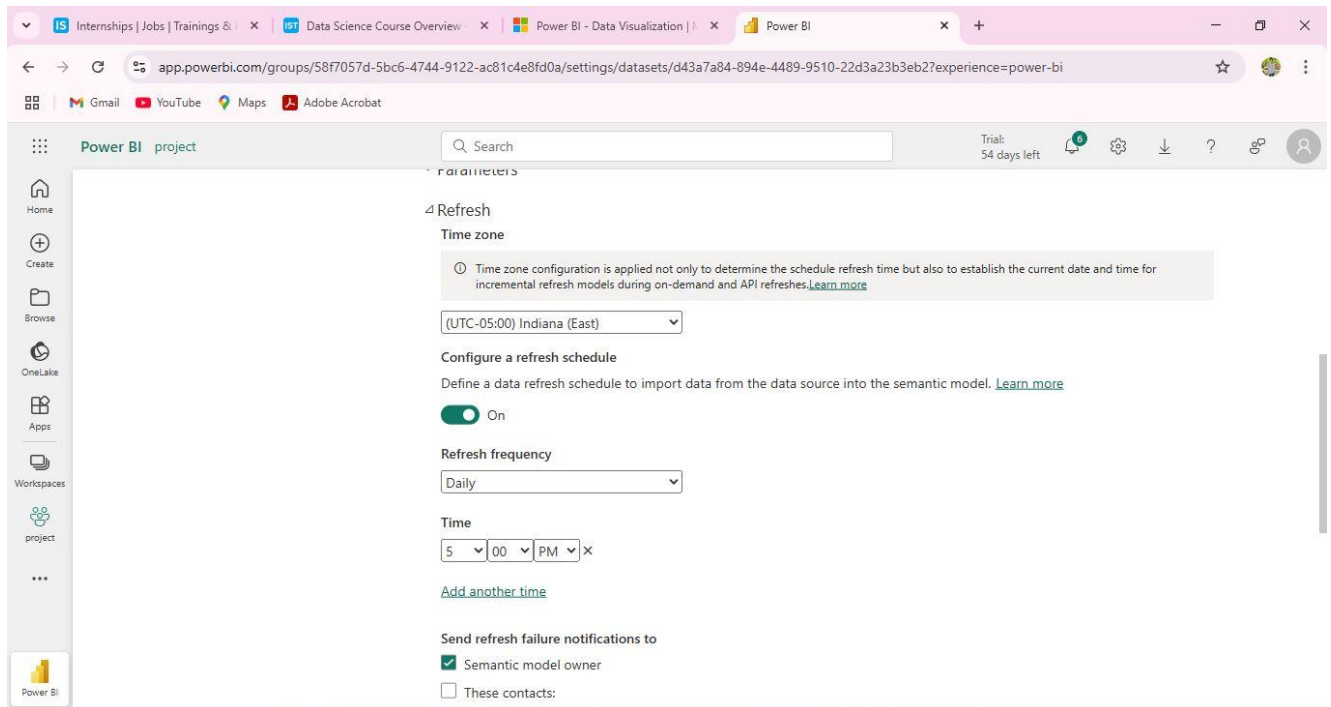 Internships | Jobs | Trainings &
Data Science Course Overview
Power BI - Data Visualization |
Power BI
app.powerbi.com/groups/58f7057d-5bc6-4744-9122-ac81c4e8fd0a/settings/datasets/d43a7a84-894e-4489-9510-22d3a23b3eb2?experience=power-bi
Gmail YouTube Maps Adobe Acrobat
Power BI project
Search
Trial:
54 days left
6
Home
Create
Browse
OneLake
Apps
Workspaces
project
Power BI
Parameters
Refresh
Time zone
Time zone configuration is applied not only to determine the schedule refresh time but also to establish the current date and time for
incremental refresh models during on-demand and API refreshes.Learn more
(UTC-05:00) Indiana (East)
Configure a refresh schedule
Define a data refresh schedule to import data from the data source into the semantic model. Learn more
On
Refresh frequency
Daily
Time
5 00 PM
Add another time
Send refresh failure notifications to
Semantic model owner
These contacts: